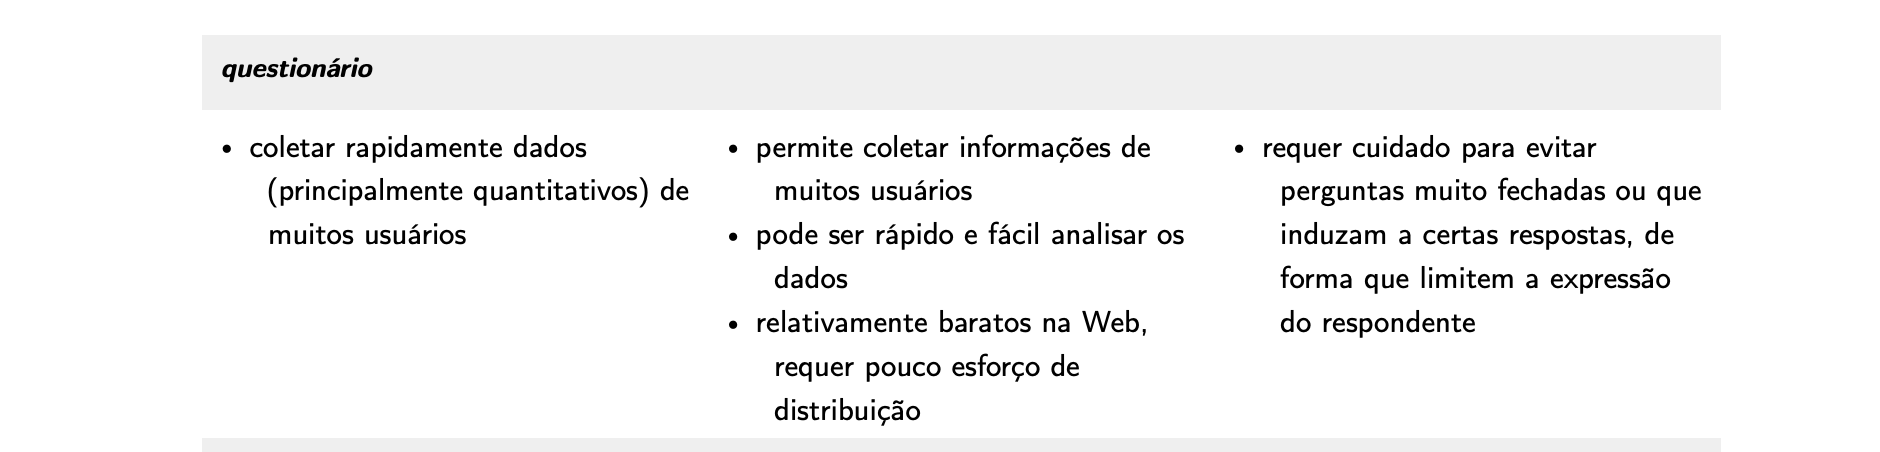 questionário
• coletar rapidamente dados
(principalmente quantitativos) de
muitos usuários
• permite coletar informações de
muitos usuários
• pode ser rápido e fácil analisar os
dados
• relativamente baratos na Web,
requer pouco esforço de
distribuição
• requer cuidado para evitar
perguntas muito fechadas ou que
induzam a certas respostas, de
forma que limitem a expressão
do respondente